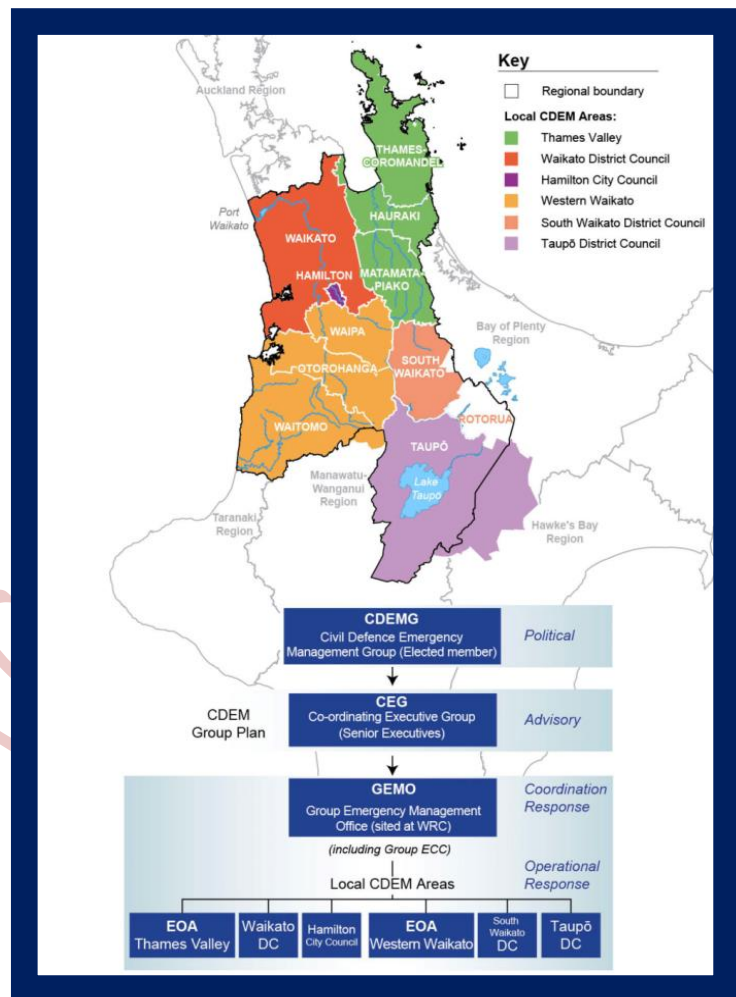 Key
Regional boundary
Local CDEM Areas:
Thames Valley
Waikato District Council
Hamilton City Council
Western Waikato
South Waikato District Council
Taupō District Council
Auckland Region
THAMES-
COROMANDEL
Port
Waikato
HAURAKI
WAIKATO
HAMILTON
MATAMATA-
PIAKO
WAIPA
Bay of Plenty
Region
SOUTH
WAIKATO
OTOROHANGA
ROTORUA
WAITOMO
TAUPŌ
Lake
Taupō
Manawatu-
Wanganui
Region
Taranaki
Region
Hawke's Bay
Region
CDEMG
Civil Defence Emergency
Management Group (Elected member)
Political
CDEM
Group Plan
CEG
Co-ordinating Executive Group
(Senior Executives)
Advisory
GEMO
Group Emergency Management
Office (sited at WRC)
Coordination
Response
(including Group ECC)
Local CDEM Areas
Operational
Response
EOA
Thames Valley
Waikato
DC
Hamilton
City Council
EOA
Western Waikato
South
Waikato
DC
Taupō
DC